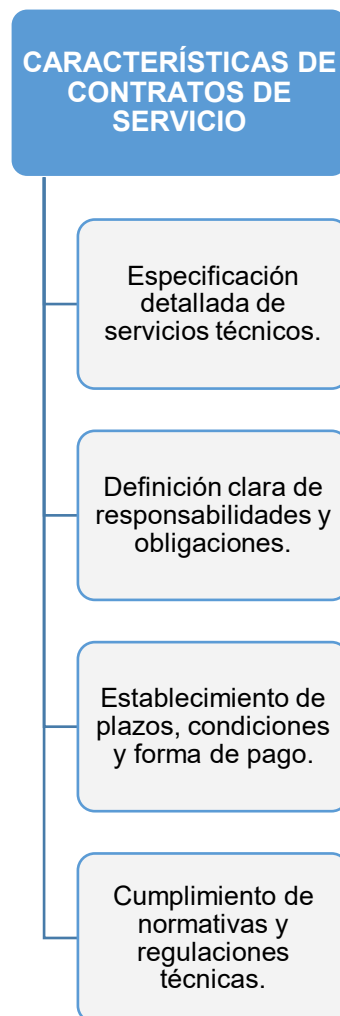 CARACTERÍSTICAS DE
CONTRATOS DE
SERVICIO
Especificación
detallada de
servicios técnicos.
Definición clara de
responsabilidades y
obligaciones.
Establecimiento de
plazos, condiciones
y forma de pago.
Cumplimiento de
normativas y
regulaciones
técnicas.